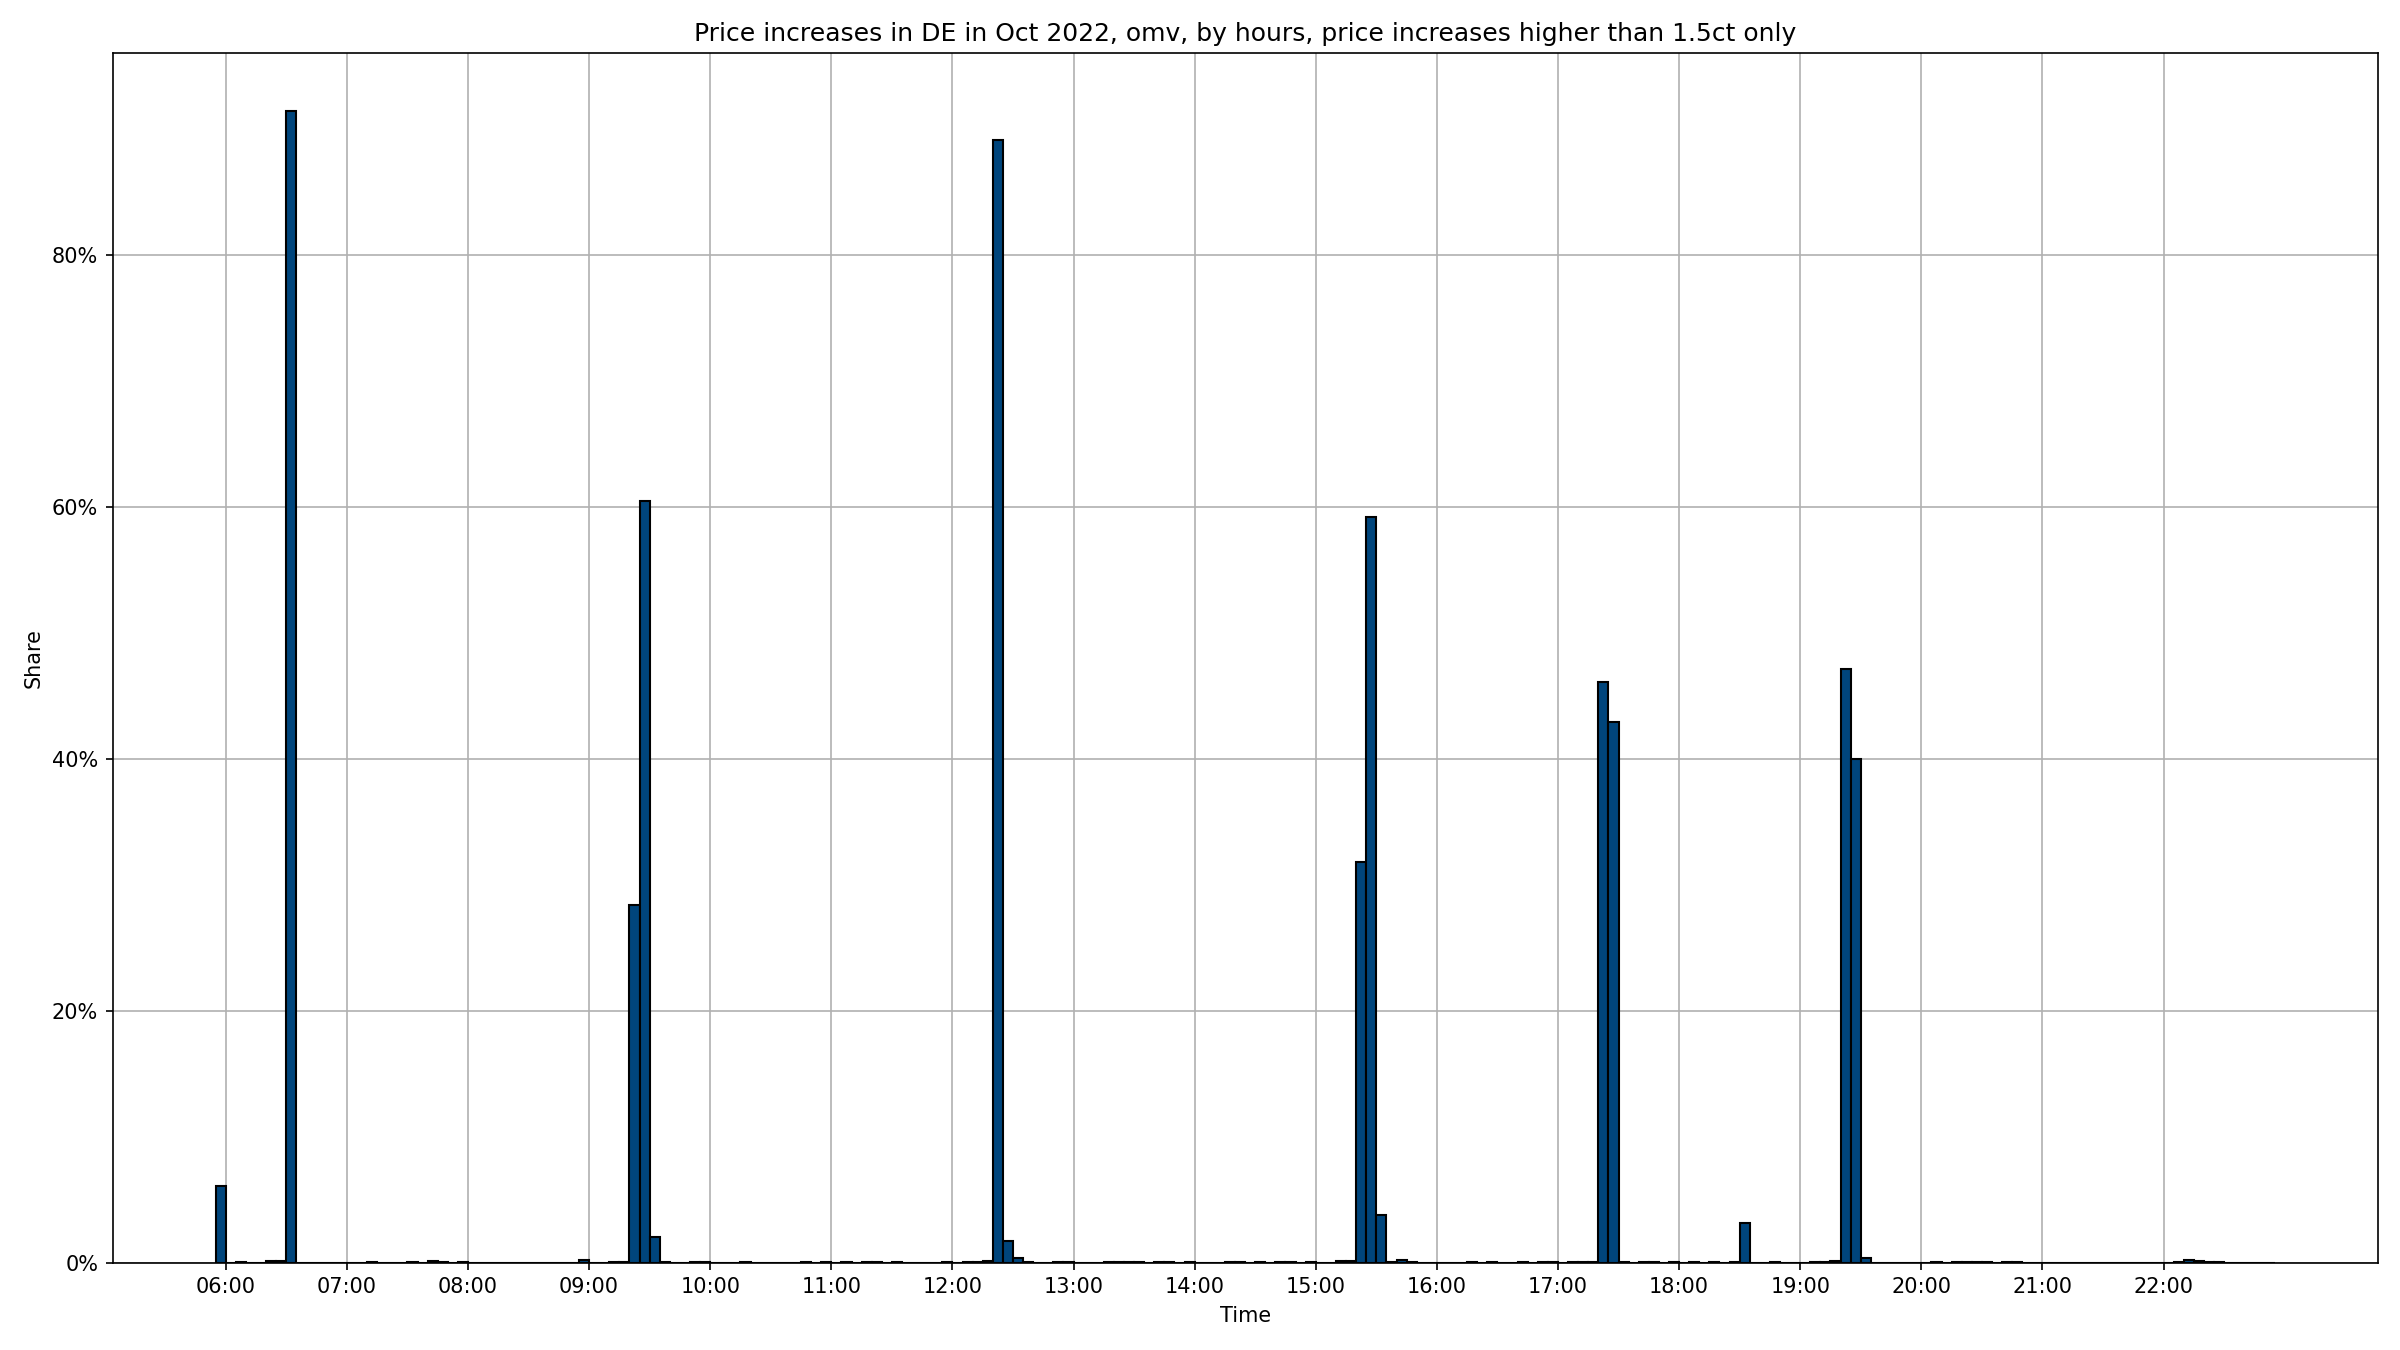 Price increases in DE in Oct 2022, omv, by hours, price increases higher than 1.5ct only
80%
60%
40%
20%
0%
Share
06:00 07:00 08:00 09:00 10:00 11:00 12:00 13:00 14:00 15:00 16:00 17:00 18:00 19:00 20:00 21:00 22:00
Time